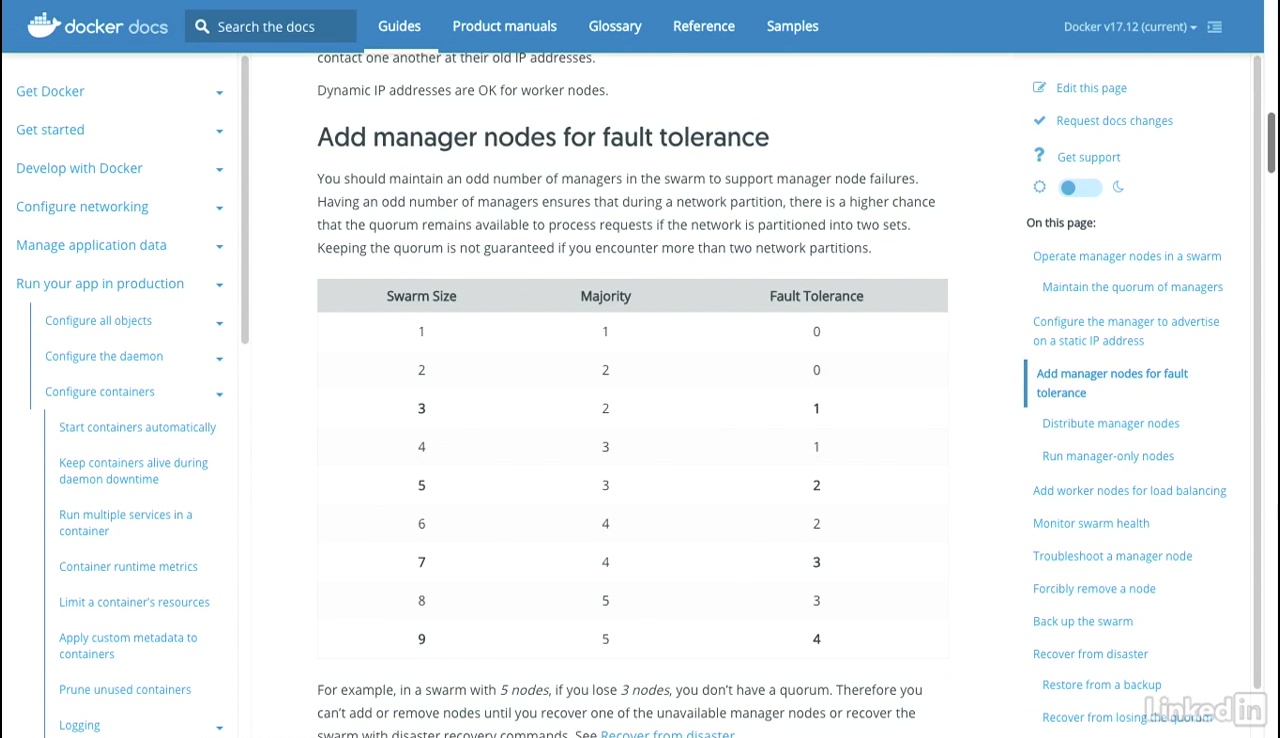 docker docs
Search the docs
Guides
Product manuals
Glossary
Reference
Samples
Docker v17.12 (current)
Get Docker
Get started
Develop with Docker
Configure networking
Manage application data
Run your app in production
Configure all objects
Configure the daemon
Configure containers
Start containers automatically
Keep containers alive during
daemon downtime
Run multiple services in a
container
Container runtime metrics
Limit a container's resources
Apply custom metadata to
containers
Prune unused containers
Logging
contact one another at their old IP addresses.
Dynamic IP addresses are OK for worker nodes.
Add manager nodes for fault tolerance
You should maintain an odd number of managers in the swarm to support manager node failures.
Having an odd number of managers ensures that during a network partition, there is a higher chance
that the quorum remains available to process requests if the network is partitioned into two sets.
Keeping the quorum is not guaranteed if you encounter more than two network partitions.
Swarm Size Majority Fault Tolerance
1 1 0
2 2 0
3 2 1
4 3 1
5 3 2
6 4 2
7 4 3
8 5 3
9 5 4
For example, in a swarm with 5 nodes, if you lose 3 nodes, you don't have a quorum. Therefore you
can't add or remove nodes until you recover one of the unavailable manager nodes or recover the
swarm with disaster recovery commands. See Recover from disaster
Edit this page
Request docs changes
Get support
On this page:
Operate manager nodes in a swarm
Maintain the quorum of managers
Configure the manager to advertise
on a static IP address
Add manager nodes for fault
tolerance
Distribute manager nodes
Run manager-only nodes
Add worker nodes for load balancing
Monitor swarm health
Troubleshoot a manager node
Forcibly remove a node
Back up the swarm
Recover from disaster
Restore from a backup
Recover from losing the quorum
LinkedIn